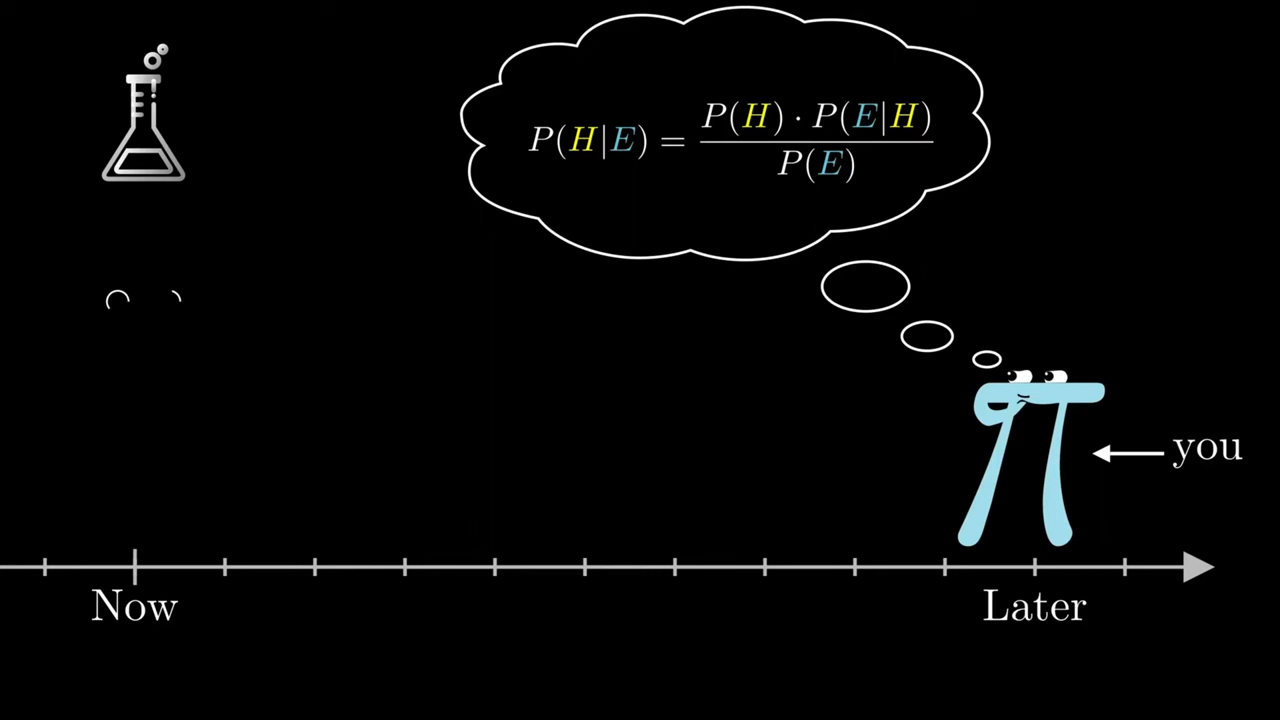 P(H|E) = P(H) · P(E|H) / P(E)
you
Now
Later